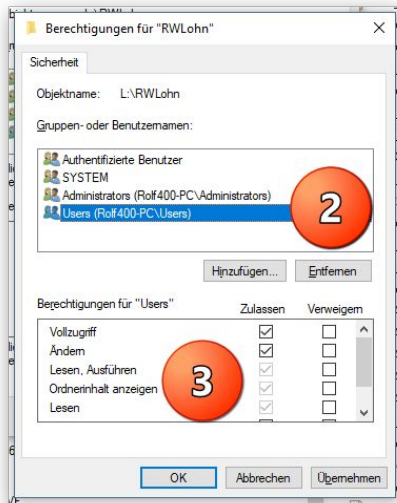 Berechtigungen für "RWLohn"
Sicherheit
Objektname: L:\RWLohn
Gruppen- oder Benutzernamen:
Authentifizierte Benutzer
SYSTEM
Administrators (Rolf400-PC\Administrators)
Users (Rolf400-PC\Users)
2
Hinzufügen... Entfernen
Berechtigungen für "Users" Zulassen Verweigern
Vollzugriff
Ändern
Lesen, Ausführen
Ordnerinhalt anzeigen
Lesen
3
OK Abbrechen Übernehmen